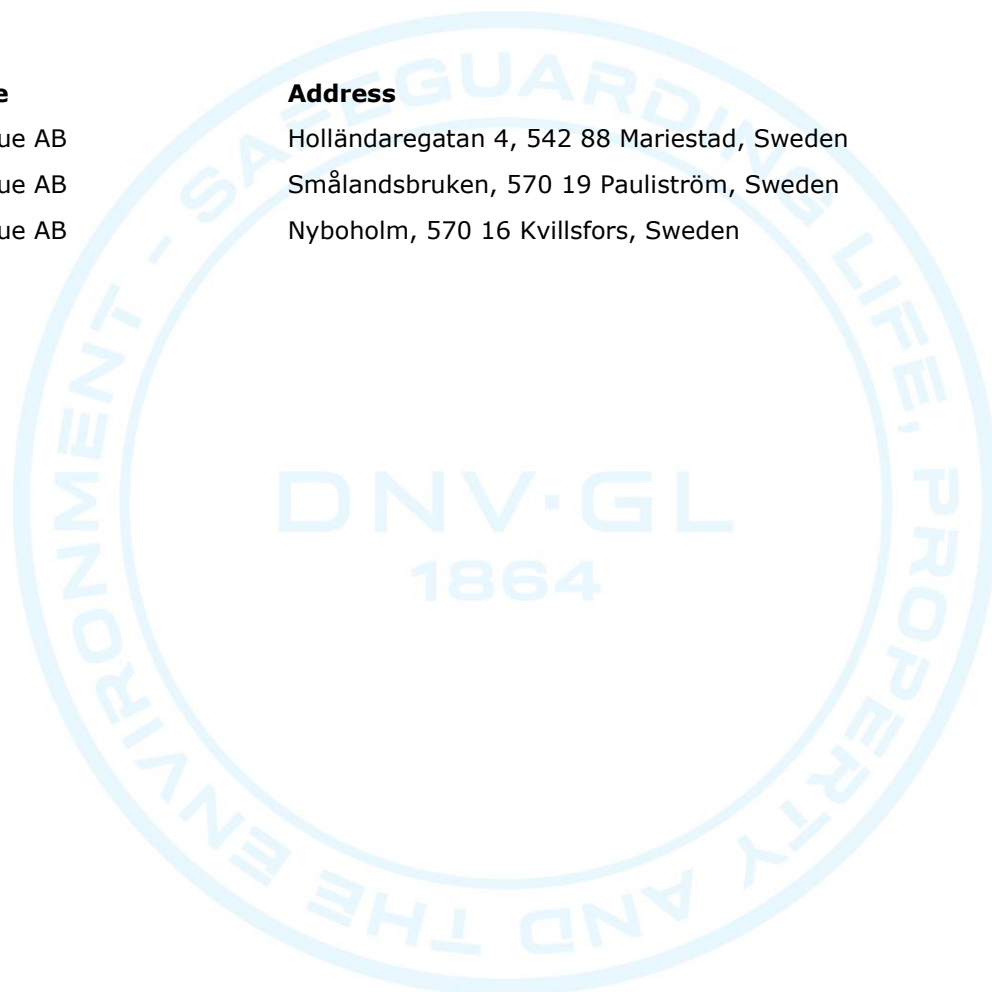 e Address
ue AB Holländaregatan 4, 542 88 Mariestad, Sweden
ue AB Smålandsbruken, 570 19 Pauliström, Sweden
ue AB Nyboholm, 570 16 Kvillsfors, Sweden
SAFEGUARDING LIFE, PROPERTY AND THE ENVIRONMENT -
DNV·GL
1864